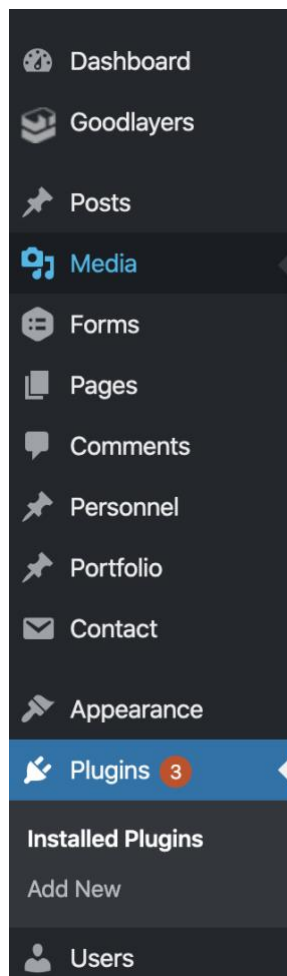 Dashboard
Goodlayers
Posts
Media
Forms
Pages
Comments
Personnel
Portfolio
Contact
Appearance
Plugins 3
Installed Plugins
Add New
Users